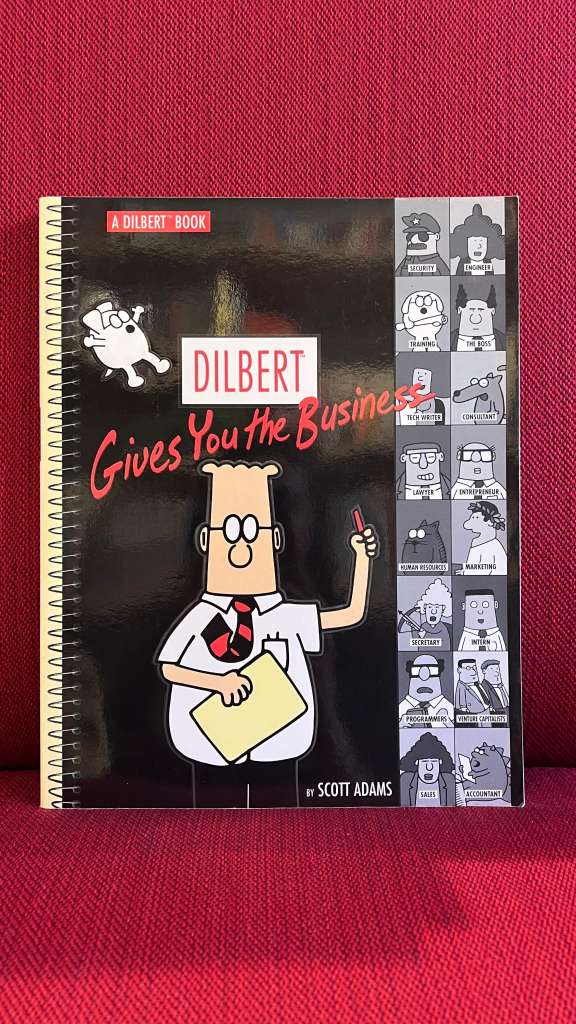 A DILBERT™ BOOK
DILBERT™
Gives You the Business
BY SCOTT ADAMS
SECURITY
ENGINEER
TRAINING
THE BOSS
TECH WRITER
CONSULTANT
LAWYER
ENTREPRENEUR
HUMAN RESOURCES
MARKETING
SECRETARY
INTERN
PROGRAMMERS
VENTURE CAPITALISTS
SALES
ACCOUNTANT